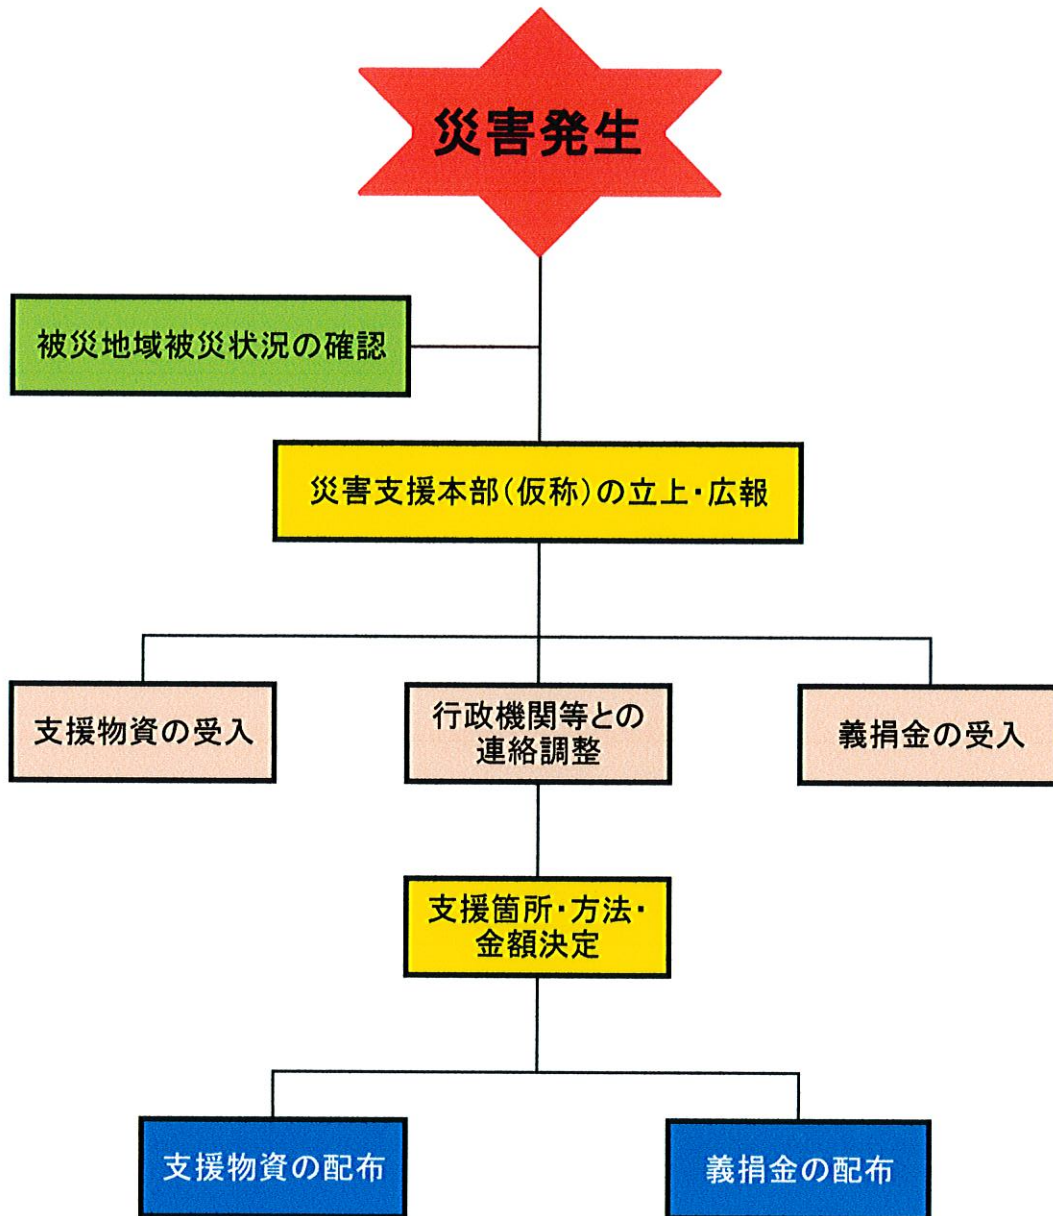 災害発生
被災地域被災状況の確認
災害支援本部(仮称)の立上・広報
支援物資の受入
行政機関等との
連絡調整
義捐金の受入
支援箇所・方法・
金額決定
支援物資の配布
義捐金の配布